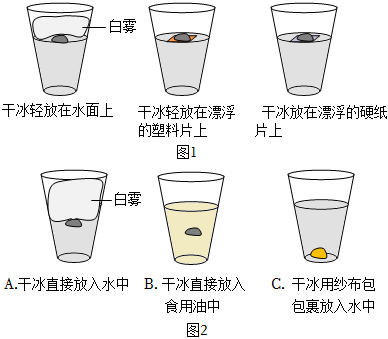 白雾
干冰轻放在水面上
干冰轻放在漂浮
的塑料片上
干冰放在漂浮的硬纸
片上
图1
白雾
A.干冰直接放入水中
B. 干冰直接放入
食用油中
C. 干冰用纱布包
包裹放入水中
图2